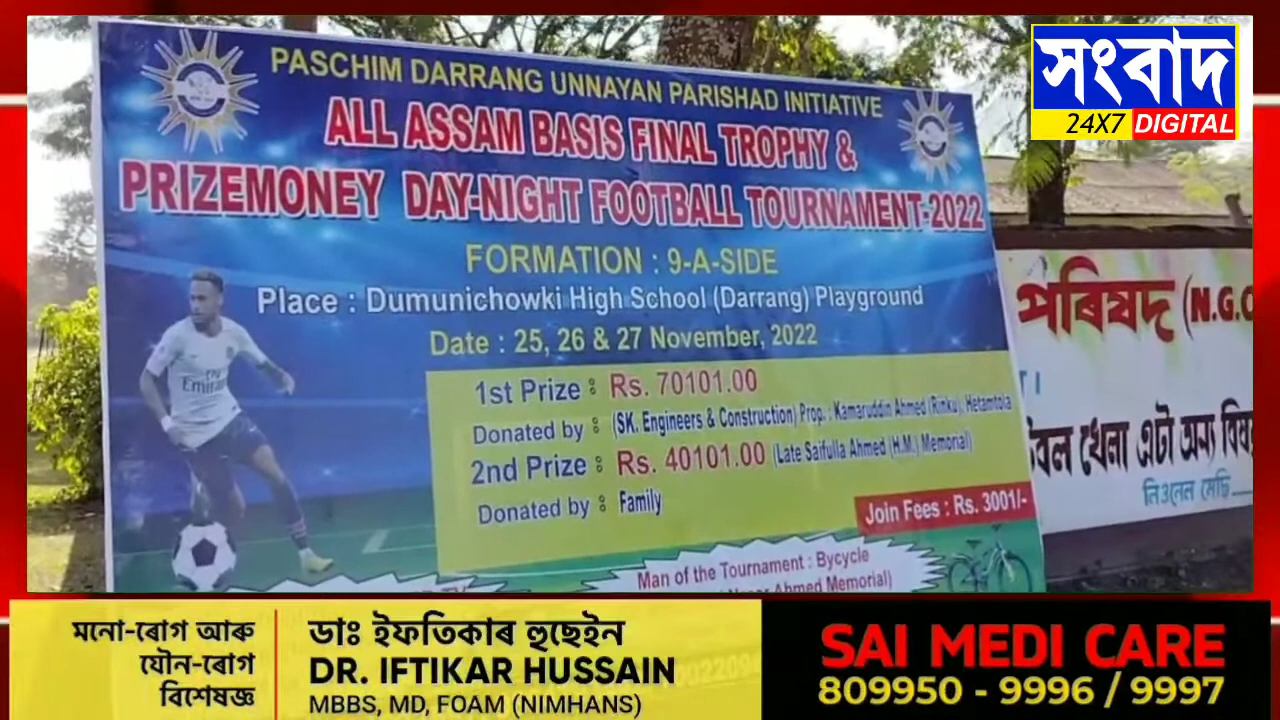 সংবাদ
24X7 DIGITAL
PASCHIM DARRANG UNNAYAN PARISHAD INITIATIVE
ALL ASSAM BASIS FINAL TROPHY &
PRIZEMONEY DAY-NIGHT FOOTBALL TOURNAMENT-2022
FORMATION : 9-A-SIDE
Place : Dumunichowki High School (Darrang) Playground
Date : 25, 26 & 27 November, 2022
1st Prize : Rs. 70101.00
Donated by : (SK. Engineers & Construction) Prop. : Kamaruddin Ahmed (Rinku), Hetamtola
2nd Prize : Rs. 40101.00 (Late Saifulla Ahmed (H.M.) Memorial)
Donated by : Family
Join Fees : Rs. 3001/-
Man of the Tournament : Bycycle
Ahmed Memorial)
Fly
Emirates
পৰিষদ (N.G.O
খেলা এটা অন্য
মনো-ৰোগ আৰু
যৌন-ৰোগ
বিশেষজ্ঞ
ডাঃ ইফতিকাৰ হুছেইন
DR. IFTIKAR HUSSAIN
MBBS, MD, FOAM (NIMHANS)
SAI MEDI CARE
809950 - 9996 / 9997